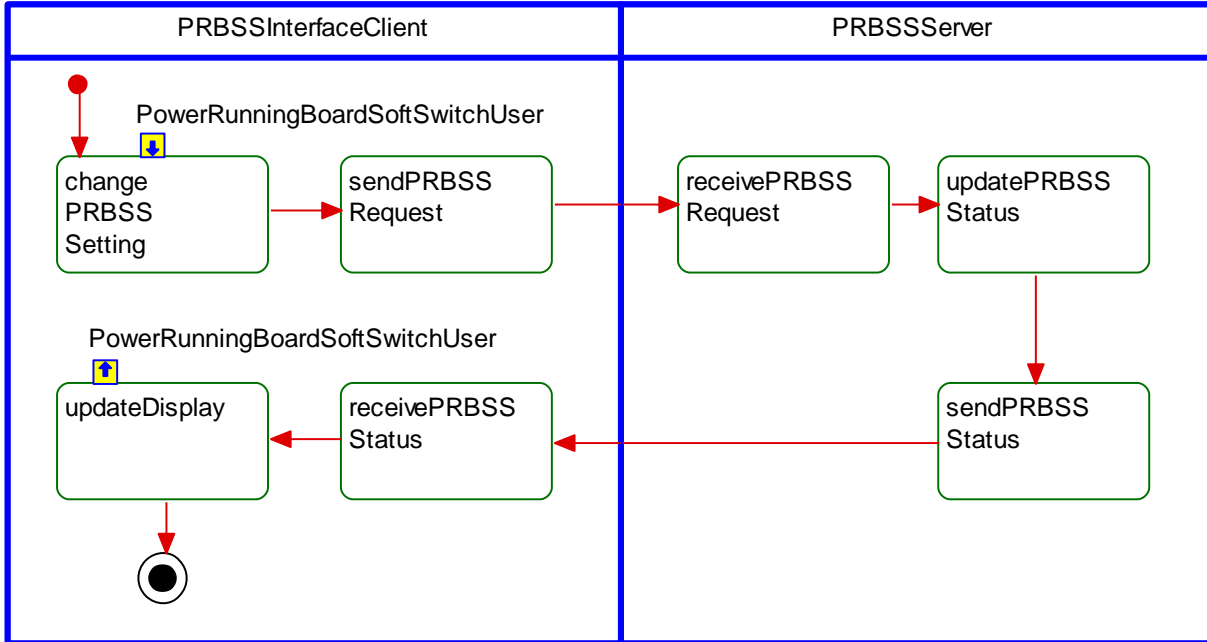 PRBSSInterfaceClient
PRBSSServer
PowerRunningBoardSoftSwitchUser
change
PRBSS
Setting
sendPRBSS
Request
receivePRBSS
Request
updatePRBSS
Status
PowerRunningBoardSoftSwitchUser
updateDisplay
receivePRBSS
Status
sendPRBSS
Status